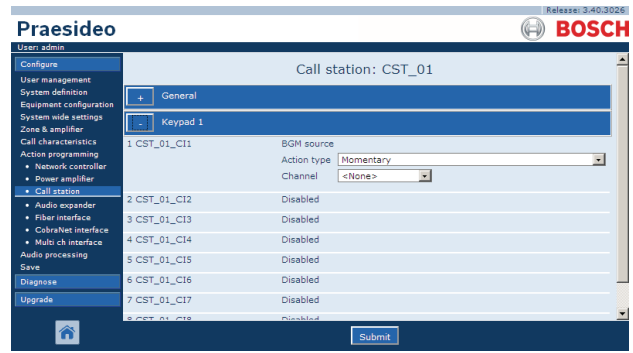 Release: 3.40.3026
Praesideo
BOSCH
User: admin
Configure
User management
System definition
Equipment configuration
System wide settings
Zone & amplifier
Call characteristics
Action programming
• Network controller
• Power amplifier
• Call station
• Audio expander
• Fiber interface
• CobraNet interface
• Multi ch interface
Audio processing
Save
Diagnose
Upgrade
Call station: CST_01
+ General
- Keypad 1
1 CST_01_CI1 BGM source
Action type Momentary
Channel <None>
2 CST_01_CI2 Disabled
3 CST_01_CI3 Disabled
4 CST_01_CI4 Disabled
5 CST_01_CI5 Disabled
6 CST_01_CI6 Disabled
7 CST_01_CI7 Disabled
8 CST_01_CI8 Disabled
Submit